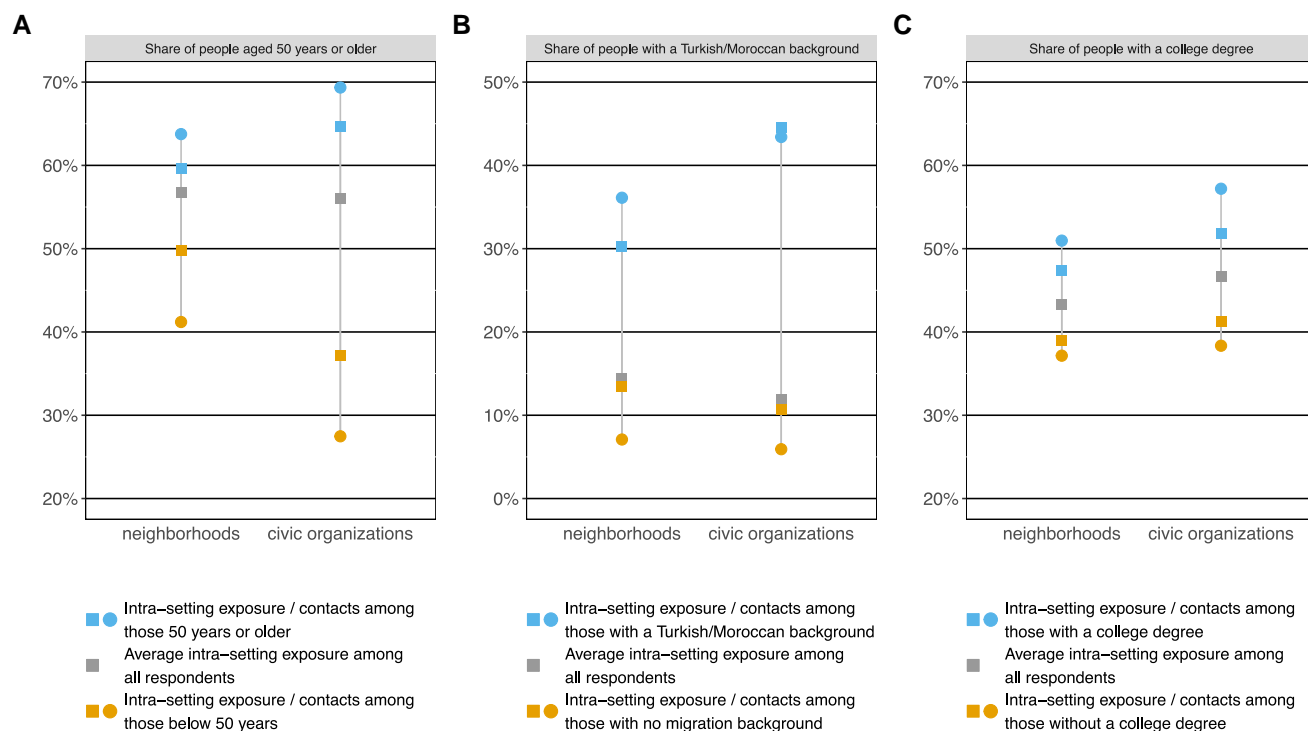 A
Share of people aged 50 years or older
70%
60%
50%
40%
30%
20%
neighborhoods civic organizations
Intra−setting exposure / contacts among
those 50 years or older
Average intra−setting exposure among
all respondents
Intra−setting exposure / contacts among
those below 50 years
B
Share of people with a Turkish/Moroccan background
50%
40%
30%
20%
10%
0%
neighborhoods civic organizations
Intra−setting exposure / contacts among
those with a Turkish/Moroccan background
Average intra−setting exposure among
all respondents
Intra−setting exposure / contacts among
those with no migration background
C
Share of people with a college degree
70%
60%
50%
40%
30%
20%
neighborhoods civic organizations
Intra−setting exposure / contacts among
those with a college degree
Average intra−setting exposure among
all respondents
Intra−setting exposure / contacts among
those without a college degree